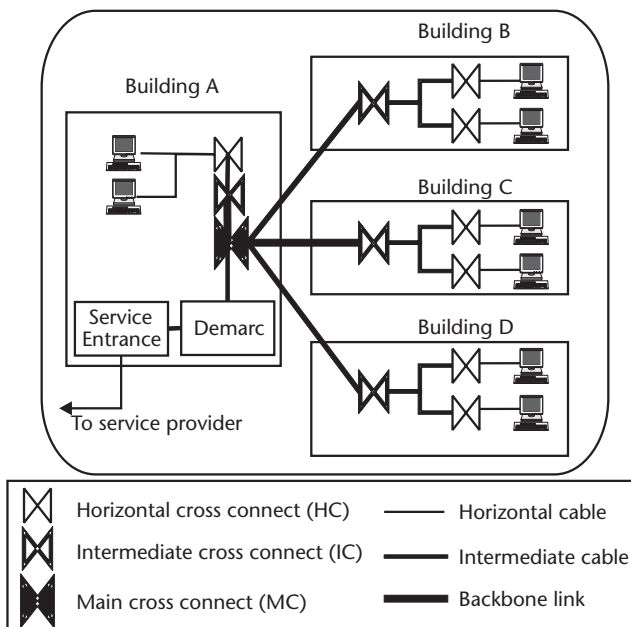 Building B
Building A
Building C
Service
Entrance
Demarc
Building D
To service provider
Horizontal cross connect (HC)
Horizontal cable
Intermediate cross connect (IC)
Intermediate cable
Main cross connect (MC)
Backbone link